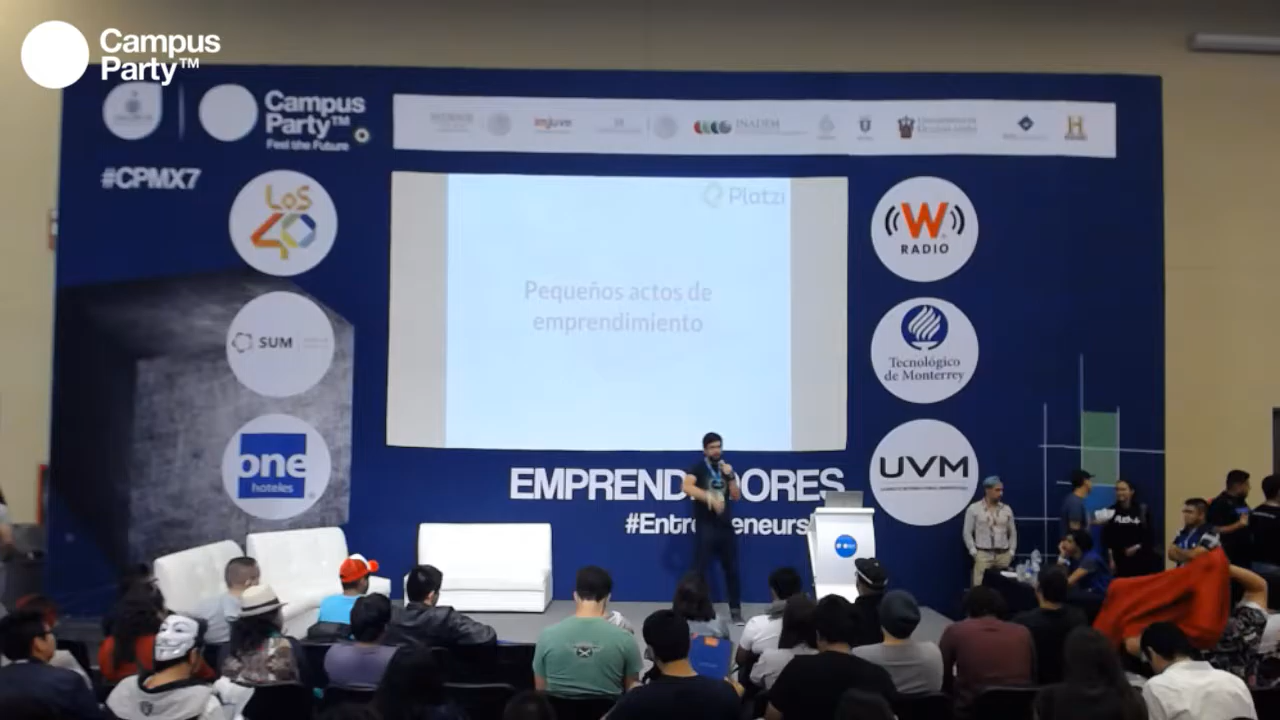 Campus
Party™
Campus
Party™
Feel the Future
#CPMX7
injuve
INADEM
H
Platzi
LOS
40
W
RADIO
SUM
Pequeños actos de
emprendimiento
Tecnológico
de Monterrey
one
hoteles
UVM
EMPREND
ORES
#Entre
eneurs